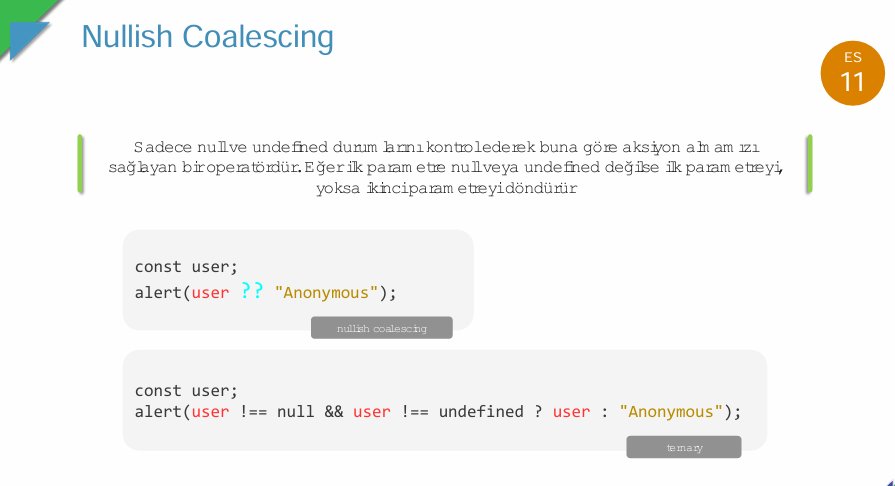 Nullish Coalescing
ES
11
Sadece null ve undefined durumlarını kontrol ederek buna göre aksiyon almamızı
sağlayan bir operatördür. Eğer ilk parametre null veya undefined değilse ilk parametreyi,
yoksa ikinci parametreyi döndürür
const user;
alert(user ?? "Anonymous");
nullish coalescing
const user;
alert(user !== null && user !== undefined ? user : "Anonymous");
ternary